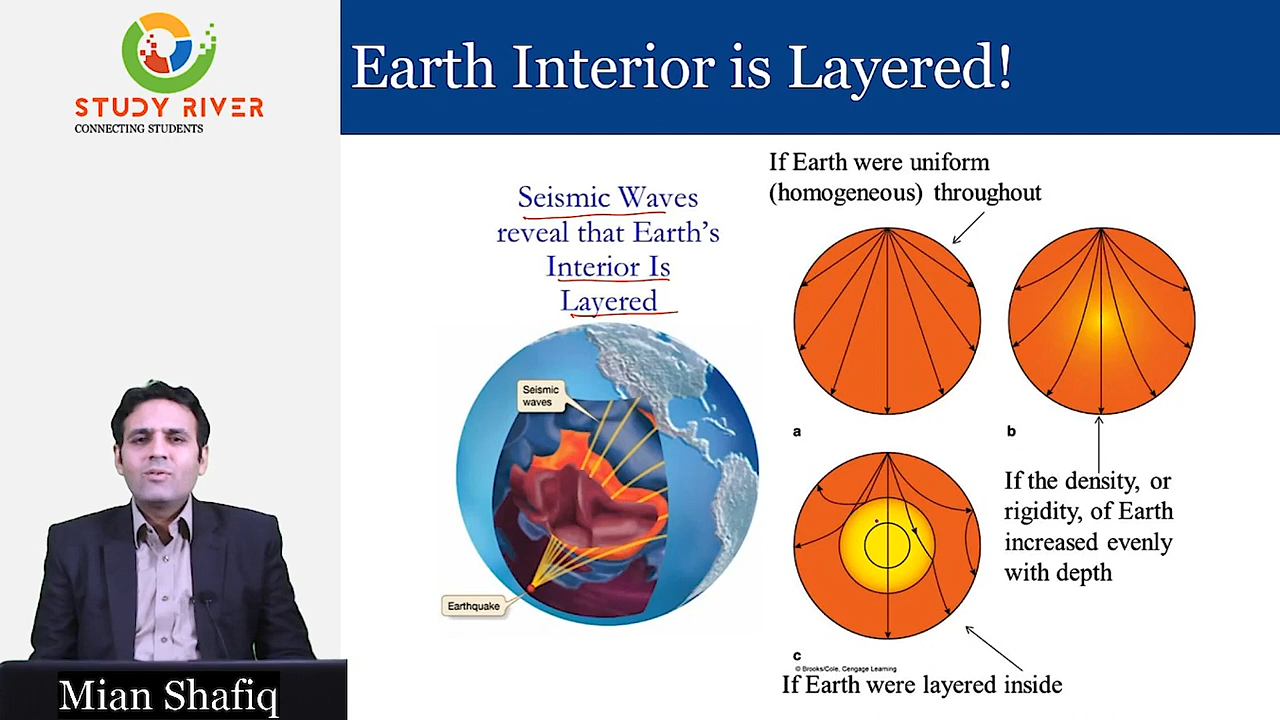 STUDY RIVER
CONNECTING STUDENTS
Earth Interior is Layered!
Seismic Waves
reveal that Earth’s
Interior Is
Layered
Seismic
waves
Earthquake
If Earth were uniform
(homogeneous) throughout
a
b
If the density, or
rigidity, of Earth
increased evenly
with depth
c
© Brooks/Cole, Cengage Learning
If Earth were layered inside
Mian Shafiq